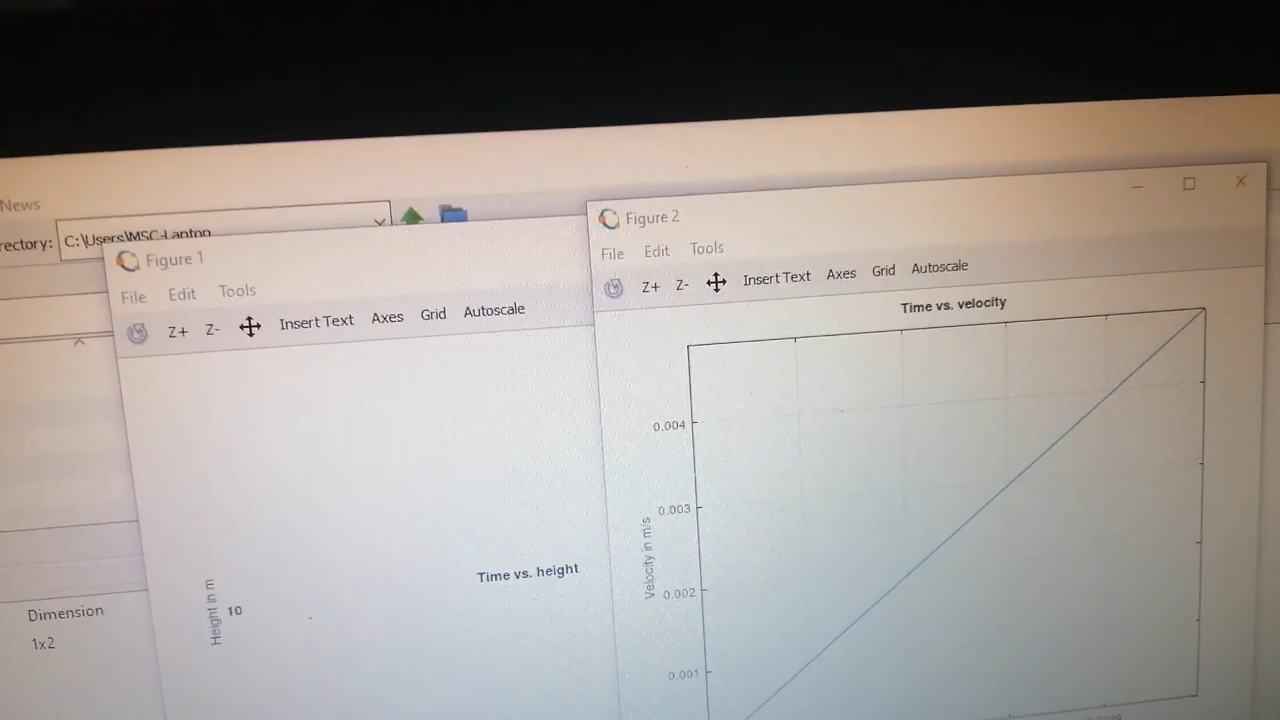 News
rectory: C:\Users\MSC-Lanton
Figure 1
File Edit Tools
Z+ Z- Insert Text Axes Grid Autoscale
Time vs. height
Height in m
10
Dimension
1x2
Figure 2
File Edit Tools
Z+ Z- Insert Text Axes Grid Autoscale
Time vs. velocity
0.004
0.003
0.002
0.001
Velocity in m/s